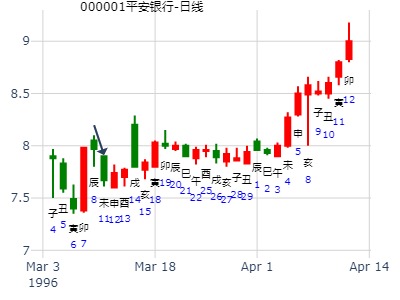 000001平安银行-日线
9
8.5
8
7.5
7
子 丑 寅 卯 辰 未 申 酉 戌 亥 寅 卯 辰 巳 午 酉 戌 亥 子 丑 辰 巳 午 未 申 亥 子 丑 寅 卯
4 5 6 7 8 11 12 13 14 15 18 19 20 21 22 25 26 27 28 29 1 2 3 4 5 8 9 10 11 12
Mar 3 Mar 18 Apr 1 Apr 14
1996